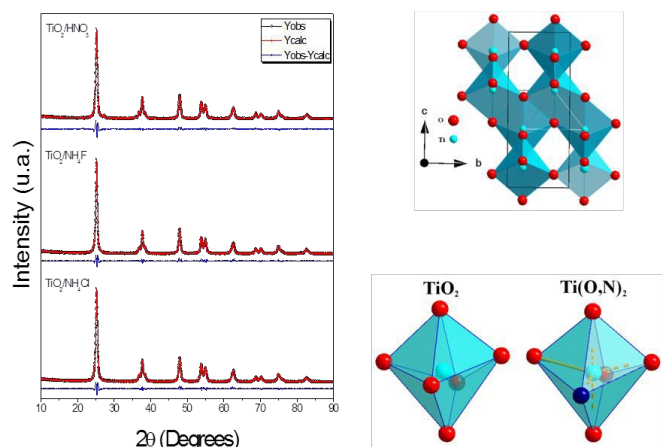 TiO2/HNO3
Yobs
Ycalc
Yobs-Ycalc
TiO2/NH4F
TiO2/NH4Cl
Intensity (u.a.)
10 20 30 40 50 60 70 80 90
2θ (Degrees)
c
b
O
Ti
TiO2
Ti(O,N)2